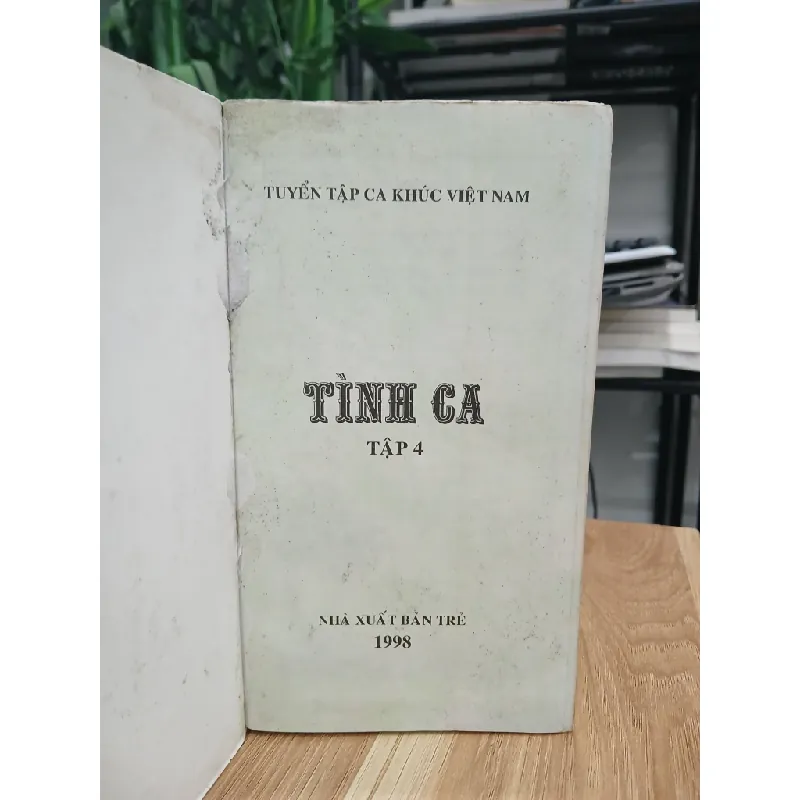 TUYỂN TẬP CA KHÚC VIỆT NAM
TÌNH CA
TẬP 4
NHÀ XUẤT BẢN TRẺ
1998